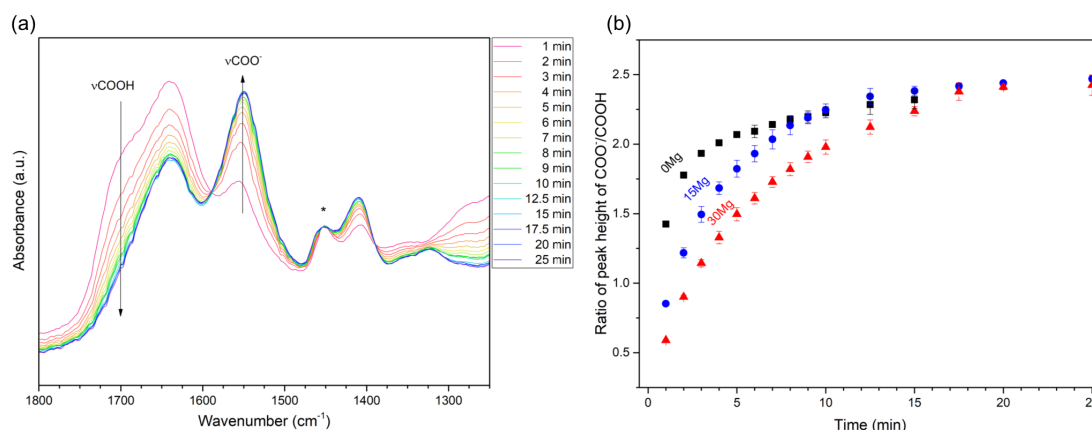 (a)
νCOOH
νCOO⁻
*
Absorbance (a.u.)
1800 1700 1600 1500 1400 1300
Wavenumber (cm⁻¹)
1 min
2 min
3 min
4 min
5 min
6 min
7 min
8 min
9 min
10 min
12.5 min
15 min
17.5 min
20 min
25 min
(b)
Ratio of peak height of COO⁻/COOH
2.5
2.0
1.5
1.0
0.5
0Mg
15Mg
30Mg
0 5 10 15 20 25
Time (min)